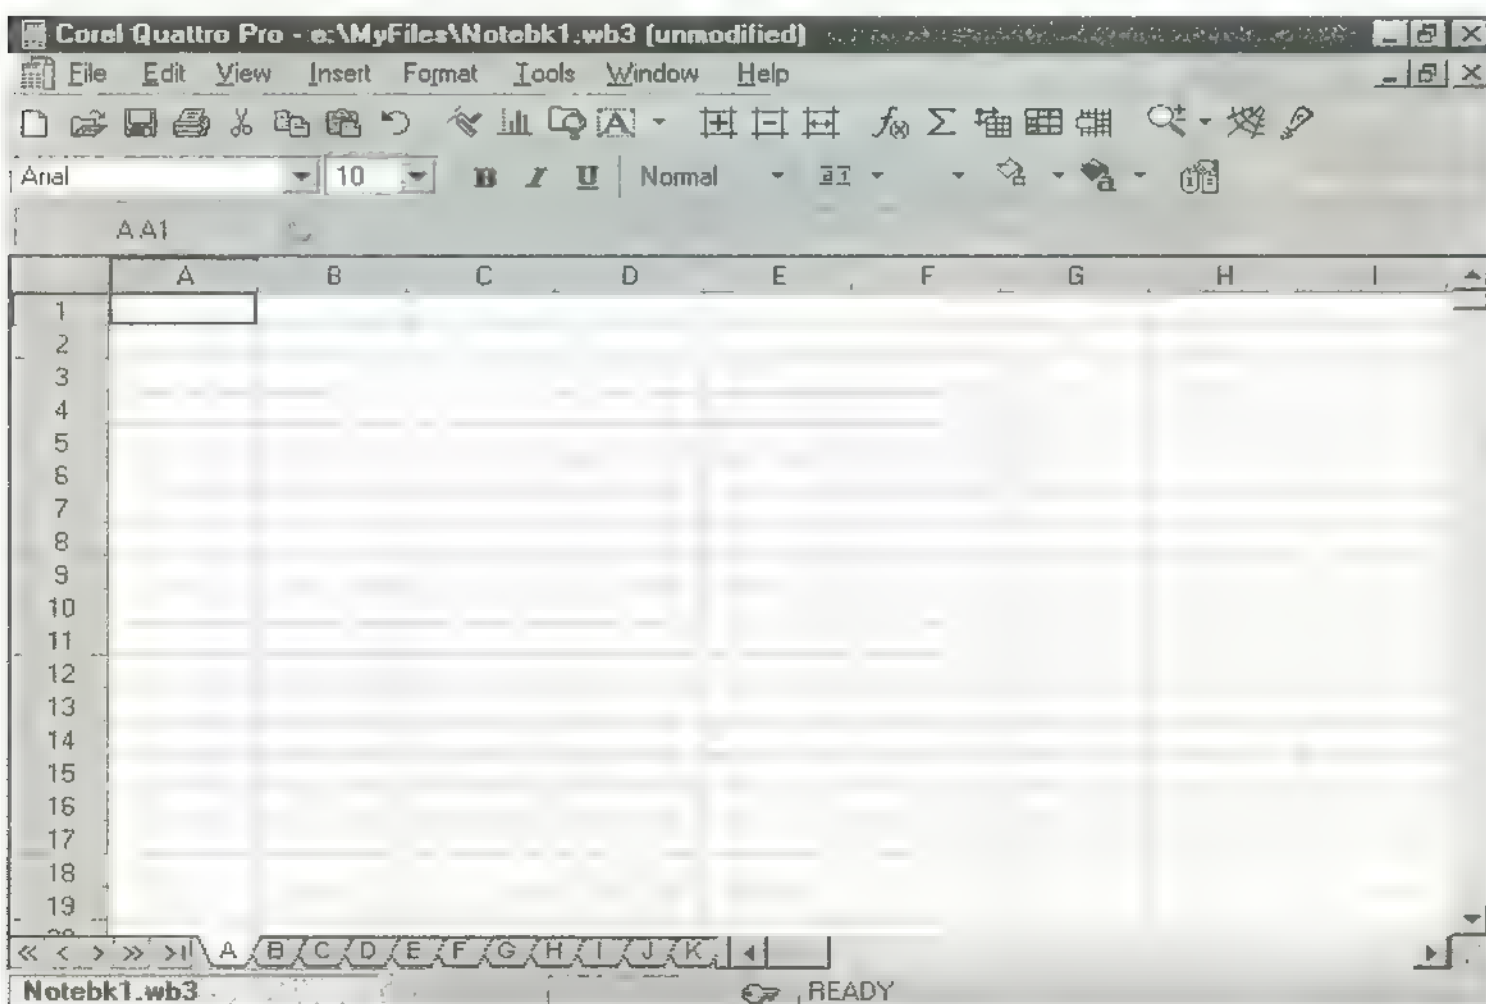 Corel Quattro Pro - e:\MyFiles\Notebk1.wb3 (unmodified)
File Edit View Insert Format Tools Window Help
Arial 10 B I U Normal
A:A1
A B C D E F G H I
1
2
3
4
5
6
7
8
9
10
11
12
13
14
15
16
17
18
19
A B C D E F G H I J K
Notebk1.wb3 READY